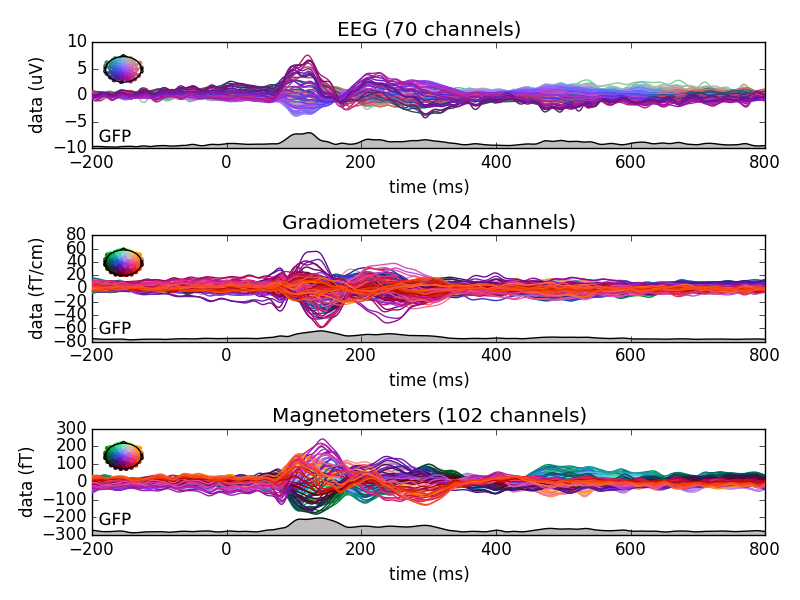 EEG (70 channels)
data (uV)
10
5
0
−5
−10
GFP
−200 0 200 400 600 800
time (ms)
Gradiometers (204 channels)
data (fT/cm)
80
60
40
20
0
−20
−40
−60
−80
GFP
−200 0 200 400 600 800
time (ms)
Magnetometers (102 channels)
data (fT)
300
200
100
0
−100
−200
−300
GFP
−200 0 200 400 600 800
time (ms)